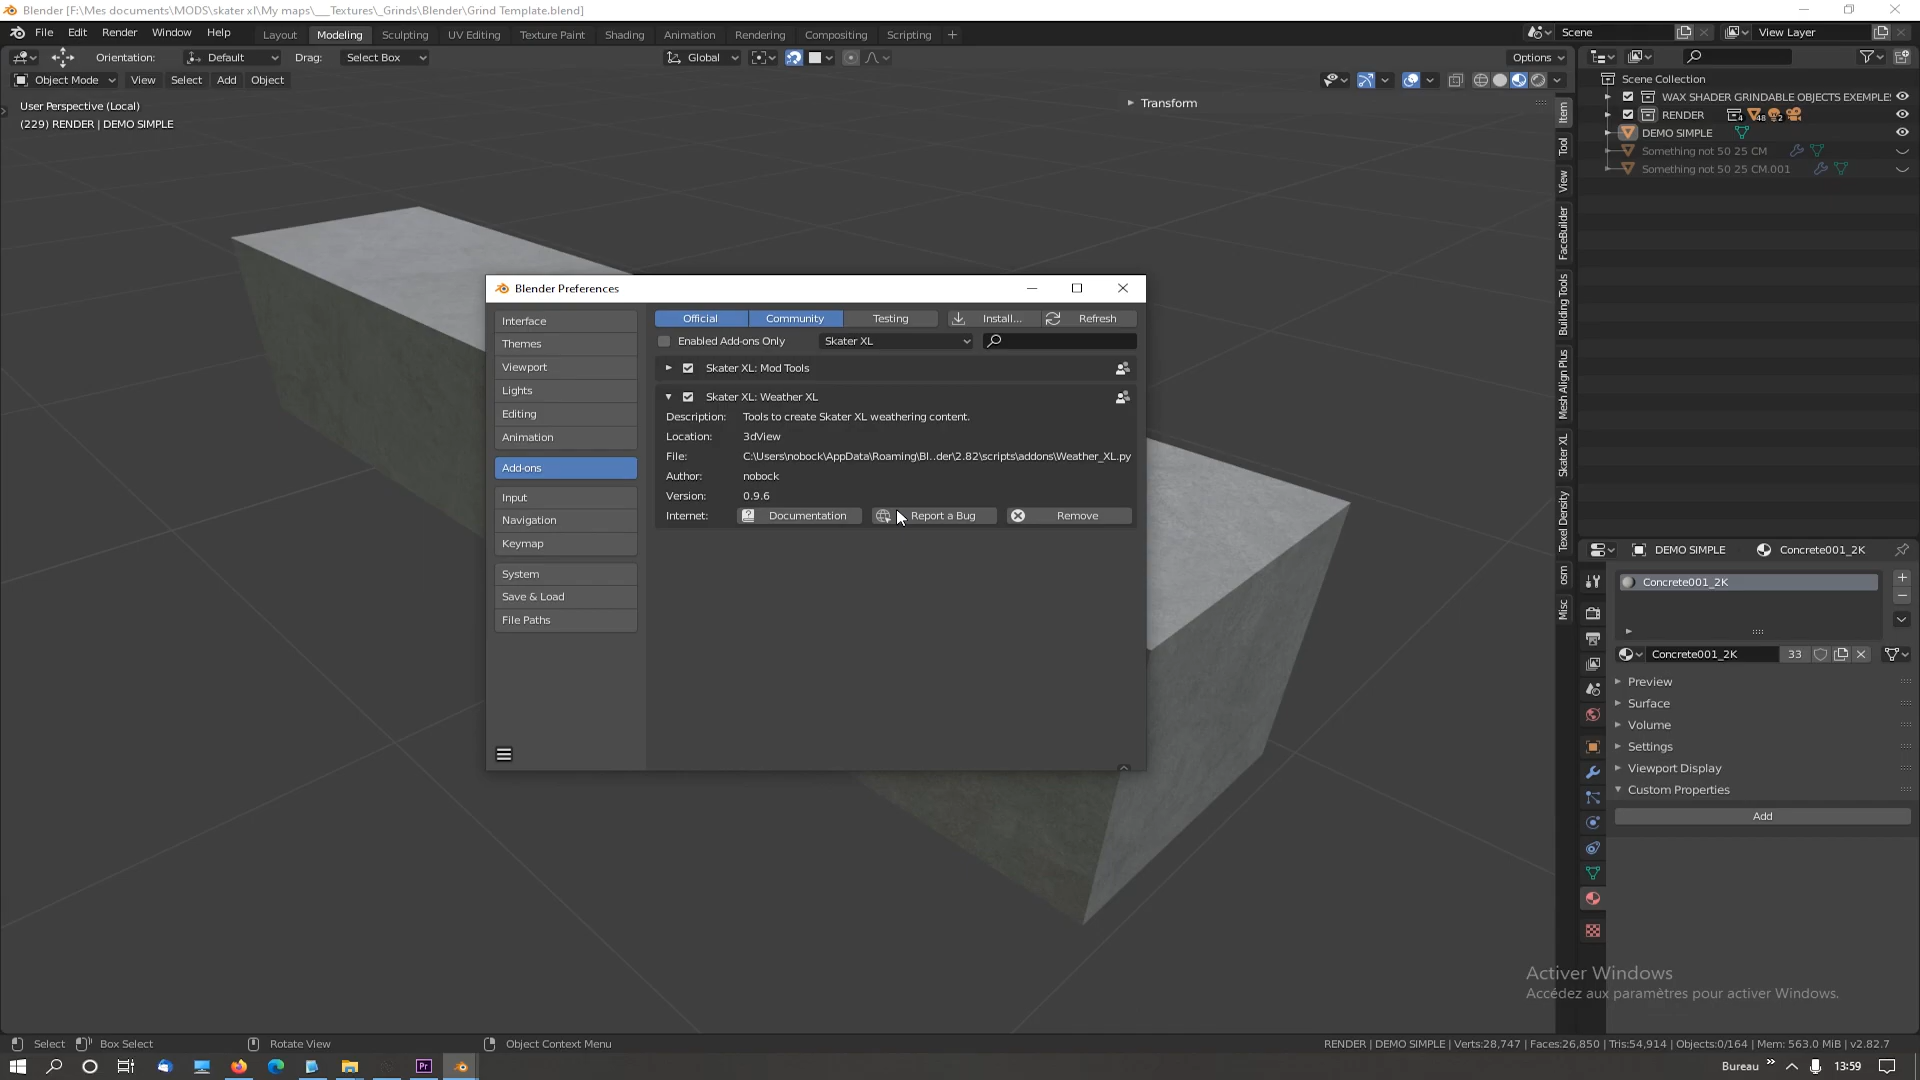 Blender [F:\Mes documents\MODS\skater xl\My maps\___Textures\_Grinds\Blender\Grind Template.blend]
File Edit Render Window Help Layout Modeling Sculpting UV Editing Texture Paint Shading Animation Rendering Compositing Scripting + Scene View Layer
Orientation: Default Drag: Select Box Global Options
Object Mode View Select Add Object
User Perspective (Local)
(229) RENDER | DEMO SIMPLE
Transform
Item
Tool
View
FaceBuilder
Building Tools
Mesh Align Plus
Skater XL
Texel Density
osm
Misc
Scene Collection
WAX SHADER GRINDABLE OBJECTS EXEMPLES
RENDER 4 48 2
DEMO SIMPLE
Something not 50 25 CM
Something not 50 25 CM.001
Blender Preferences
Interface
Themes
Viewport
Lights
Editing
Animation
Add-ons
Input
Navigation
Keymap
System
Save & Load
File Paths
Official Community Testing Install... Refresh
Enabled Add-ons Only Skater XL
Skater XL: Mod Tools
Skater XL: Weather XL
Description: Tools to create Skater XL weathering content.
Location: 3dView
File: C:\Users\nobock\AppData\Roaming\Bl..der\2.82\scripts\addons\Weather_XL.py
Author: nobock
Version: 0.9.6
Internet: Documentation Report a Bug Remove
DEMO SIMPLE Concrete001_2K
Concrete001_2K
Concrete001_2K 33
Preview
Surface
Volume
Settings
Viewport Display
Custom Properties
Add
Activer Windows
Accédez aux paramètres pour activer Windows.
Select Box Select Rotate View Object Context Menu RENDER | DEMO SIMPLE | Verts:28,747 | Faces:26,850 | Tris:54,914 | Objects:0/164 | Mem: 563.0 MiB | v2.82.7
Pr Bureau 13:59